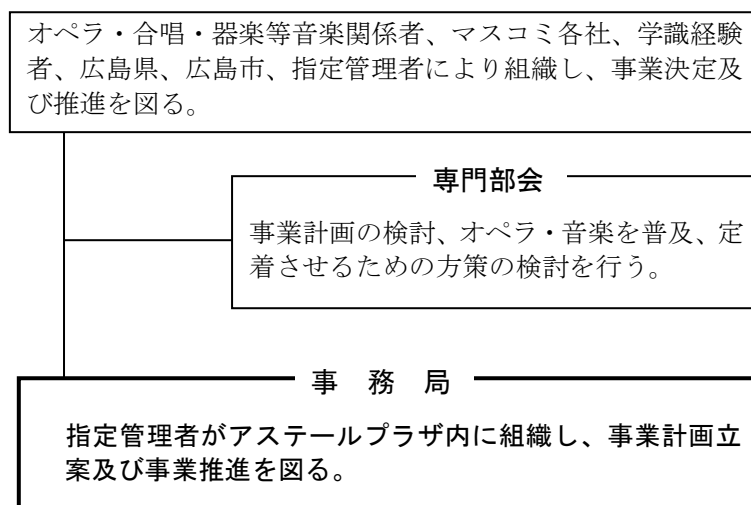 オペラ・合唱・器楽等音楽関係者、マスコミ各社、学識経験
者、広島県、広島市、指定管理者により組織し、事業決定及
び推進を図る。
専門部会
事業計画の検討、オペラ・音楽を普及、定
着させるための方策の検討を行う。
事 務 局
指定管理者がアステールプラザ内に組織し、事業計画立
案及び事業推進を図る。